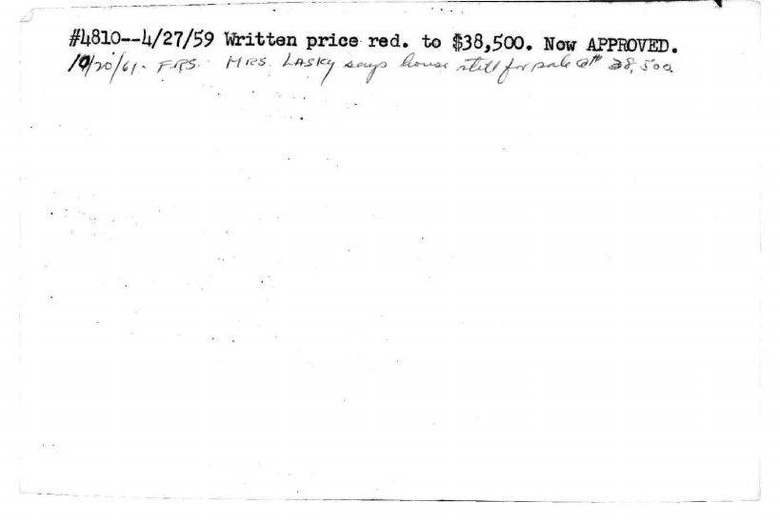 #4810--4/27/59 Written price red. to $38,500. Now APPROVED.
10/20/61. FRS. MRS. LASKY says house still for sale @ 38,500